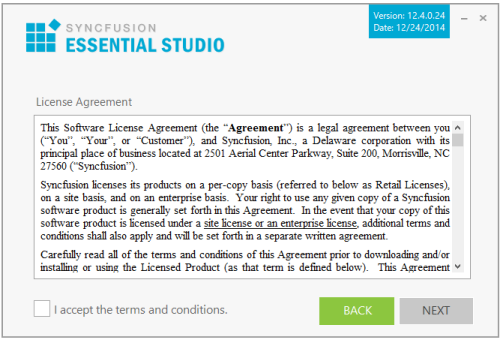 SYNCFUSION
ESSENTIAL STUDIO
Version: 12.4.0.24
Date: 12/24/2014
License Agreement
This Software License Agreement (the “Agreement”) is a legal agreement between you
(“You”, “Your”, or “Customer”), and Syncfusion, Inc., a Delaware corporation with its
principal place of business located at 2501 Aerial Center Parkway, Suite 200, Morrisville, NC
27560 (“Syncfusion”).
Syncfusion licenses its products on a per-copy basis (referred to below as Retail Licenses),
on a site basis, and on an enterprise basis. Your right to use any given copy of a Syncfusion
software product is generally set forth in this Agreement. In the event that your copy of this
software product is licensed under a site license or an enterprise license, additional terms and
conditions shall also apply and will be set forth in a separate written agreement.
Carefully read all of the terms and conditions of this Agreement prior to downloading and/or
installing or using the Licensed Product (as that term is defined below). This Agreement
I accept the terms and conditions.
BACK
NEXT